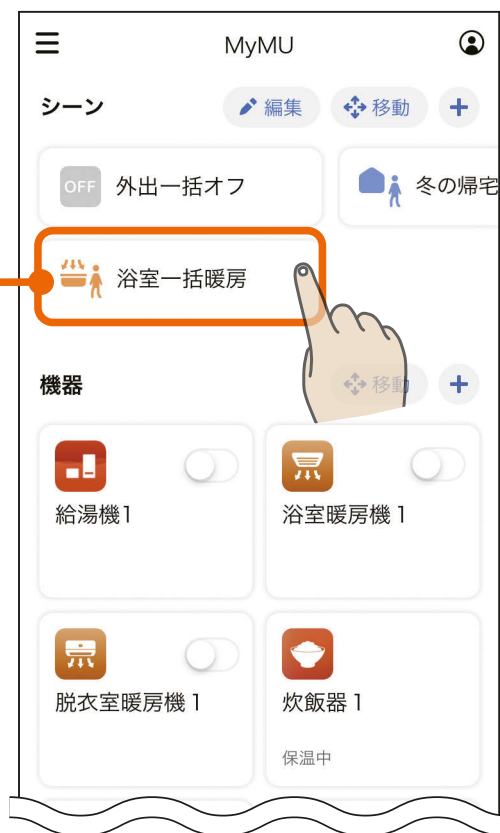 MyMU
シーン
編集
移動
OFF 外出一括オフ
冬の帰宅
浴室一括暖房
機器
移動
給湯機1
浴室暖房機 1
脱衣室暖房機 1
炊飯器 1
保温中